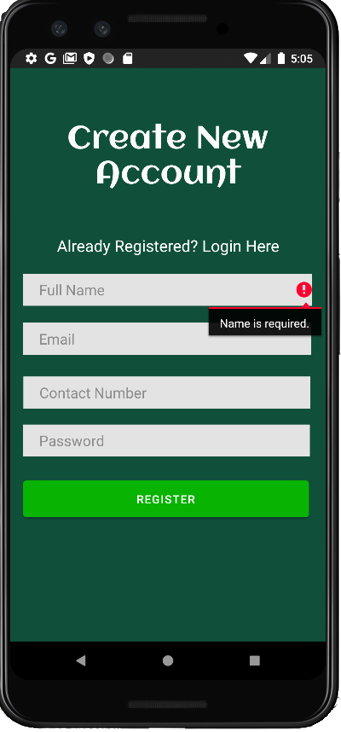 5:05
Create New
Account
Already Registered? Login Here
Full Name
Name is required.
Email
Contact Number
Password
REGISTER